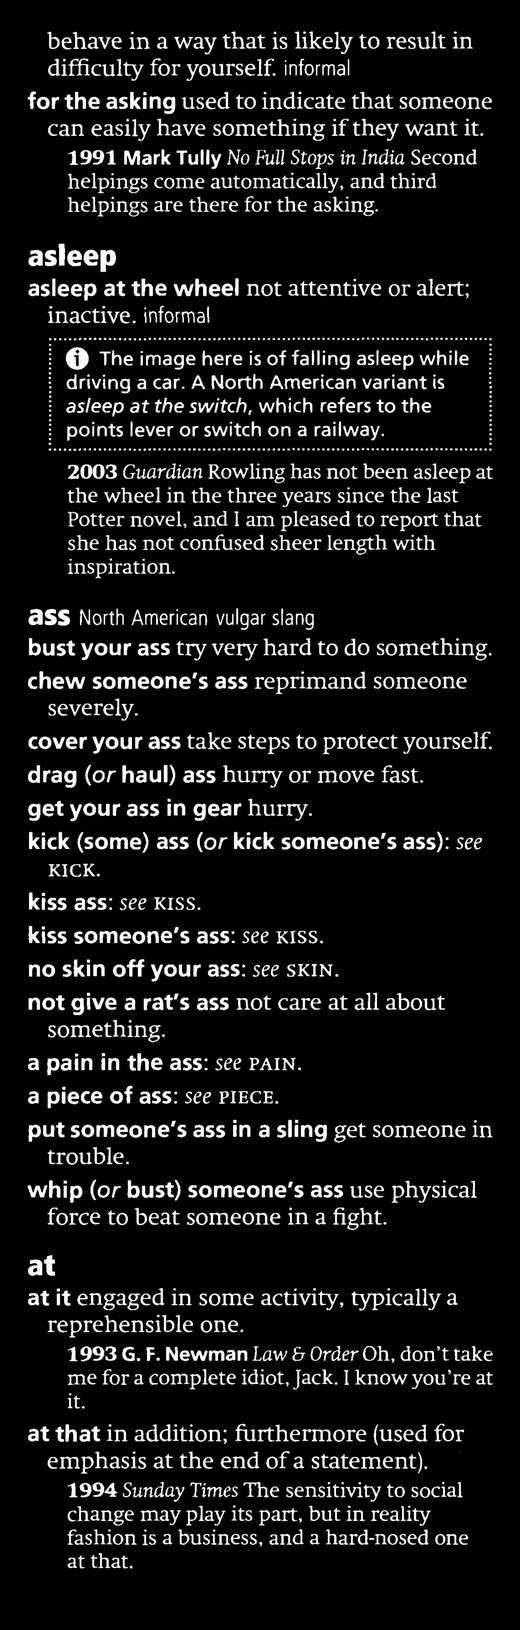 behave in a way that is likely to result in
difficulty for yourself. informal
for the asking used to indicate that someone
can easily have something if they want it.
1991 Mark Tully No Full Stops in India Second
helpings come automatically, and third
helpings are there for the asking.
asleep
asleep at the wheel not attentive or alert;
inactive. informal
i The image here is of falling asleep while
driving a car. A North American variant is
asleep at the switch, which refers to the
points lever or switch on a railway.
2003 Guardian Rowling has not been asleep at
the wheel in the three years since the last
Potter novel, and I am pleased to report that
she has not confused sheer length with
inspiration.
ass North American vulgar slang
bust your ass try very hard to do something.
chew someone's ass reprimand someone
severely.
cover your ass take steps to protect yourself.
drag (or haul) ass hurry or move fast.
get your ass in gear hurry.
kick (some) ass (or kick someone's ass): see
KICK.
kiss ass: see KISS.
kiss someone's ass: see KISS.
no skin off your ass: see SKIN.
not give a rat's ass not care at all about
something.
a pain in the ass: see PAIN.
a piece of ass: see PIECE.
put someone's ass in a sling get someone in
trouble.
whip (or bust) someone's ass use physical
force to beat someone in a fight.
at
at it engaged in some activity, typically a
reprehensible one.
1993 G. F. Newman Law & Order Oh, don't take
me for a complete idiot, Jack. I know you're at
it.
at that in addition; furthermore (used for
emphasis at the end of a statement).
1994 Sunday Times The sensitivity to social
change may play its part, but in reality
fashion is a business, and a hard-nosed one
at that.